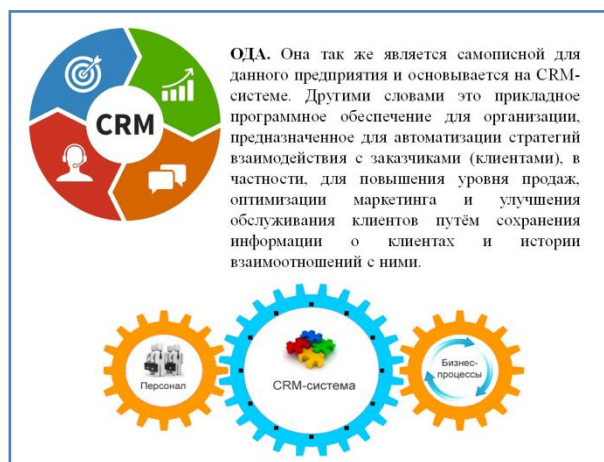 CRM
ОДА. Она так же является самописной для
данного предприятия и основывается на CRM-
системе. Другими словами это прикладное
программное обеспечение для организации,
предназначенное для автоматизации стратегий
взаимодействия с заказчиками (клиентами), в
частности, для повышения уровня продаж,
оптимизации маркетинга и улучшения
обслуживания клиентов путём сохранения
информации о клиентах и истории
взаимоотношений с ними.
Персонал
CRM-система
Бизнес-
процессы